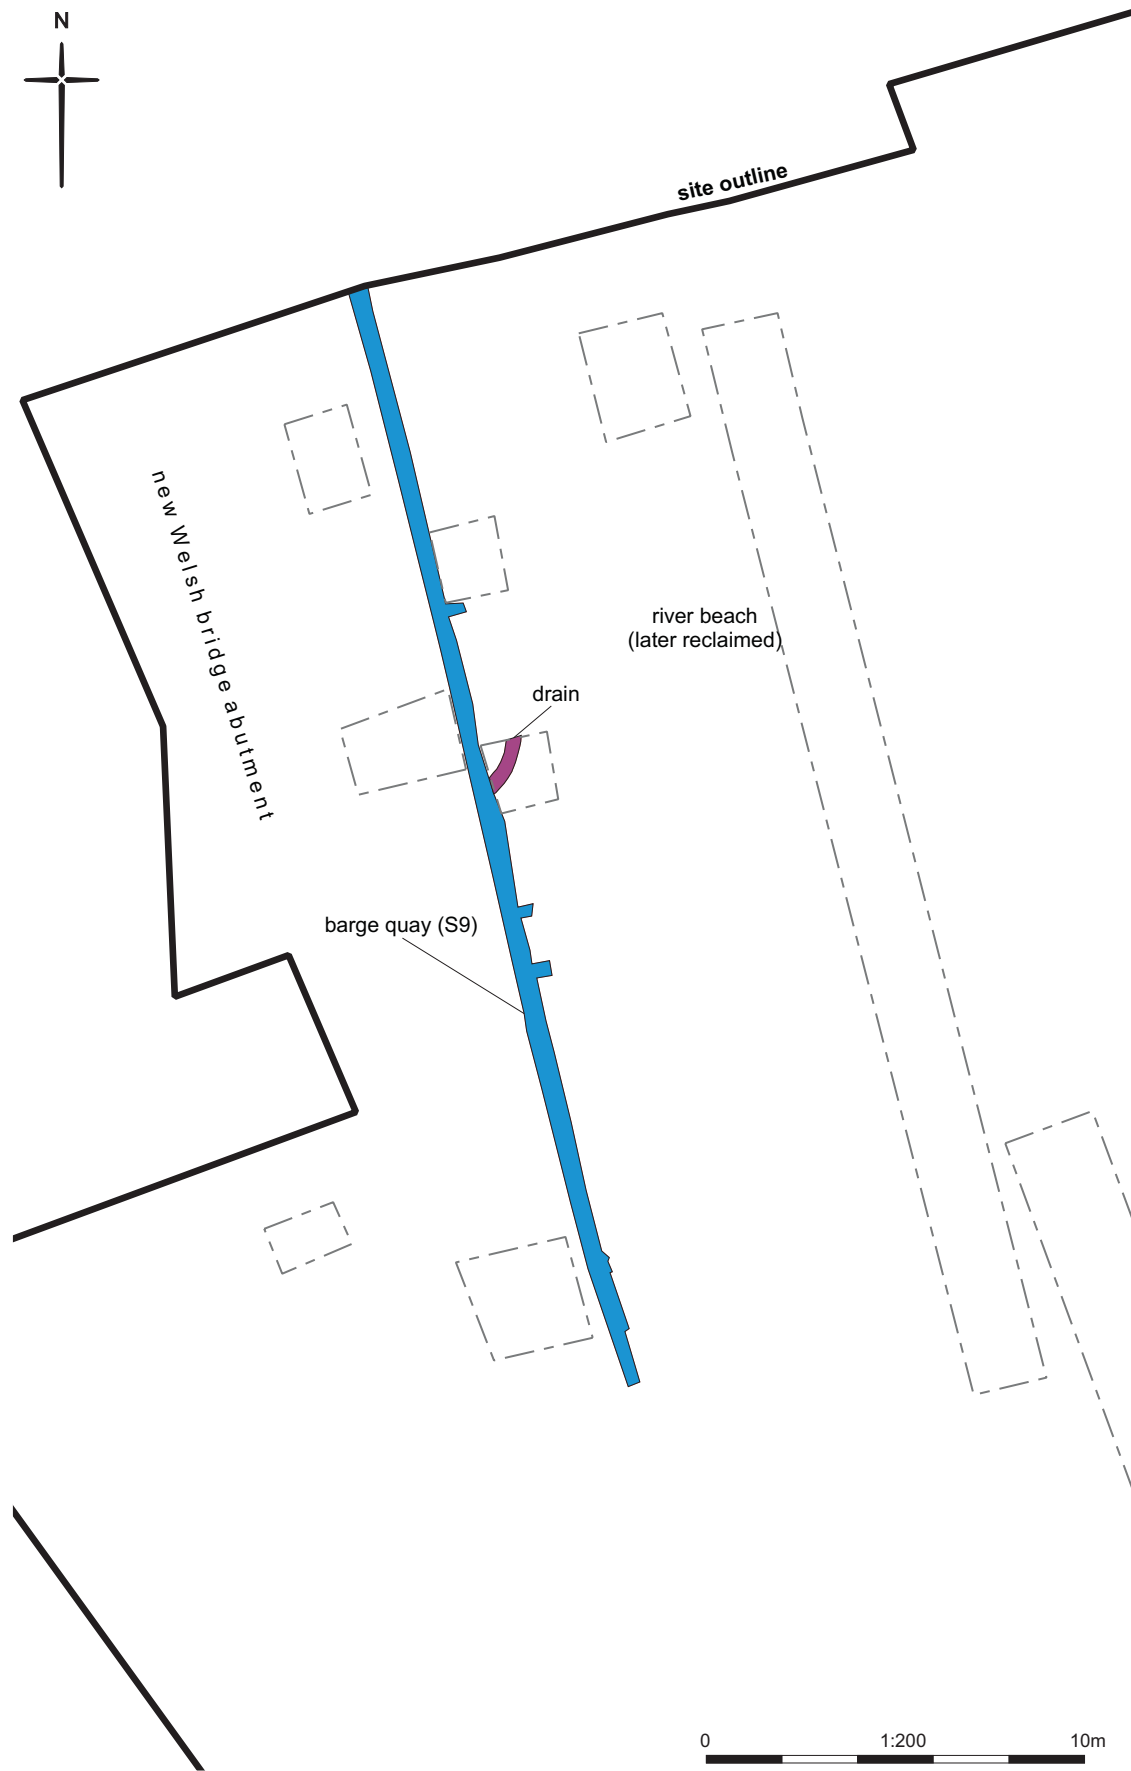 N
site outline
new Welsh bridge abutment
river beach
(later reclaimed)
drain
barge quay (S9)
0 1:200 10m